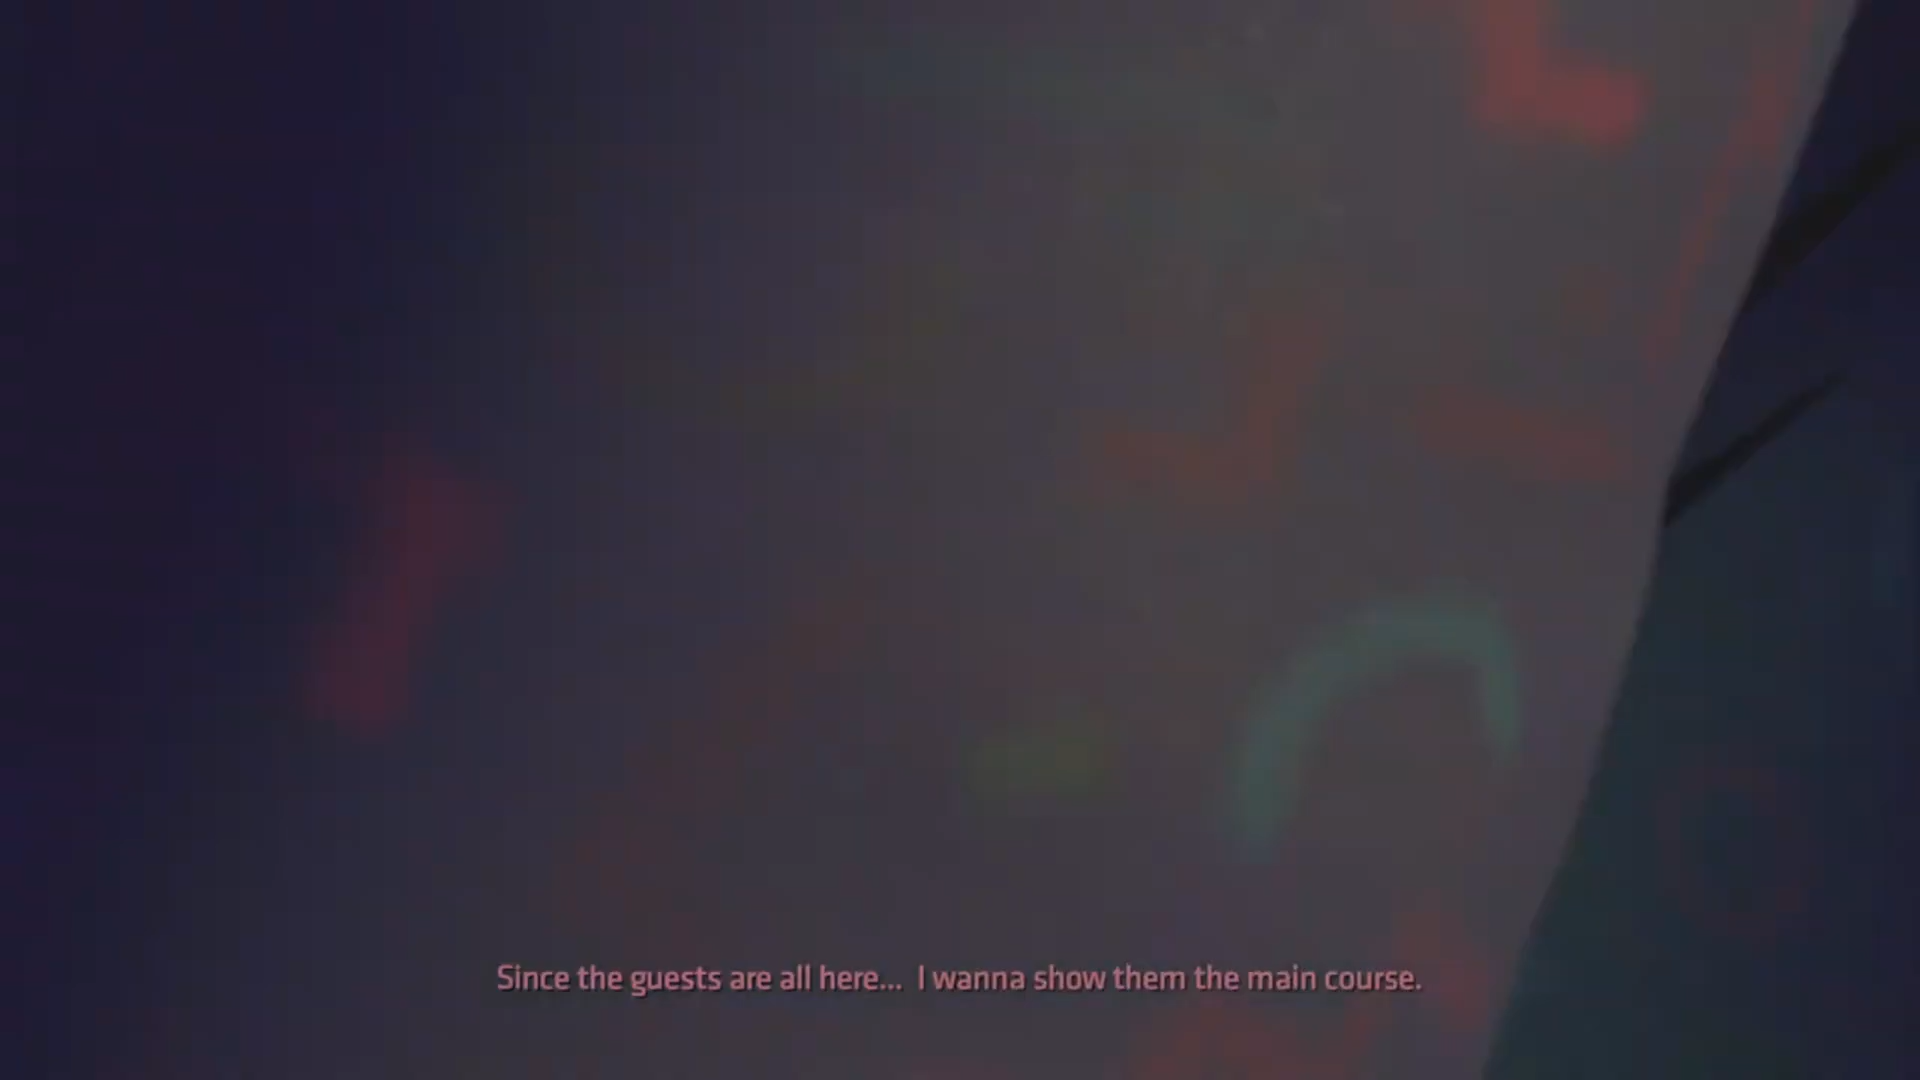 Since the guests are all here... I wanna show them the main course.